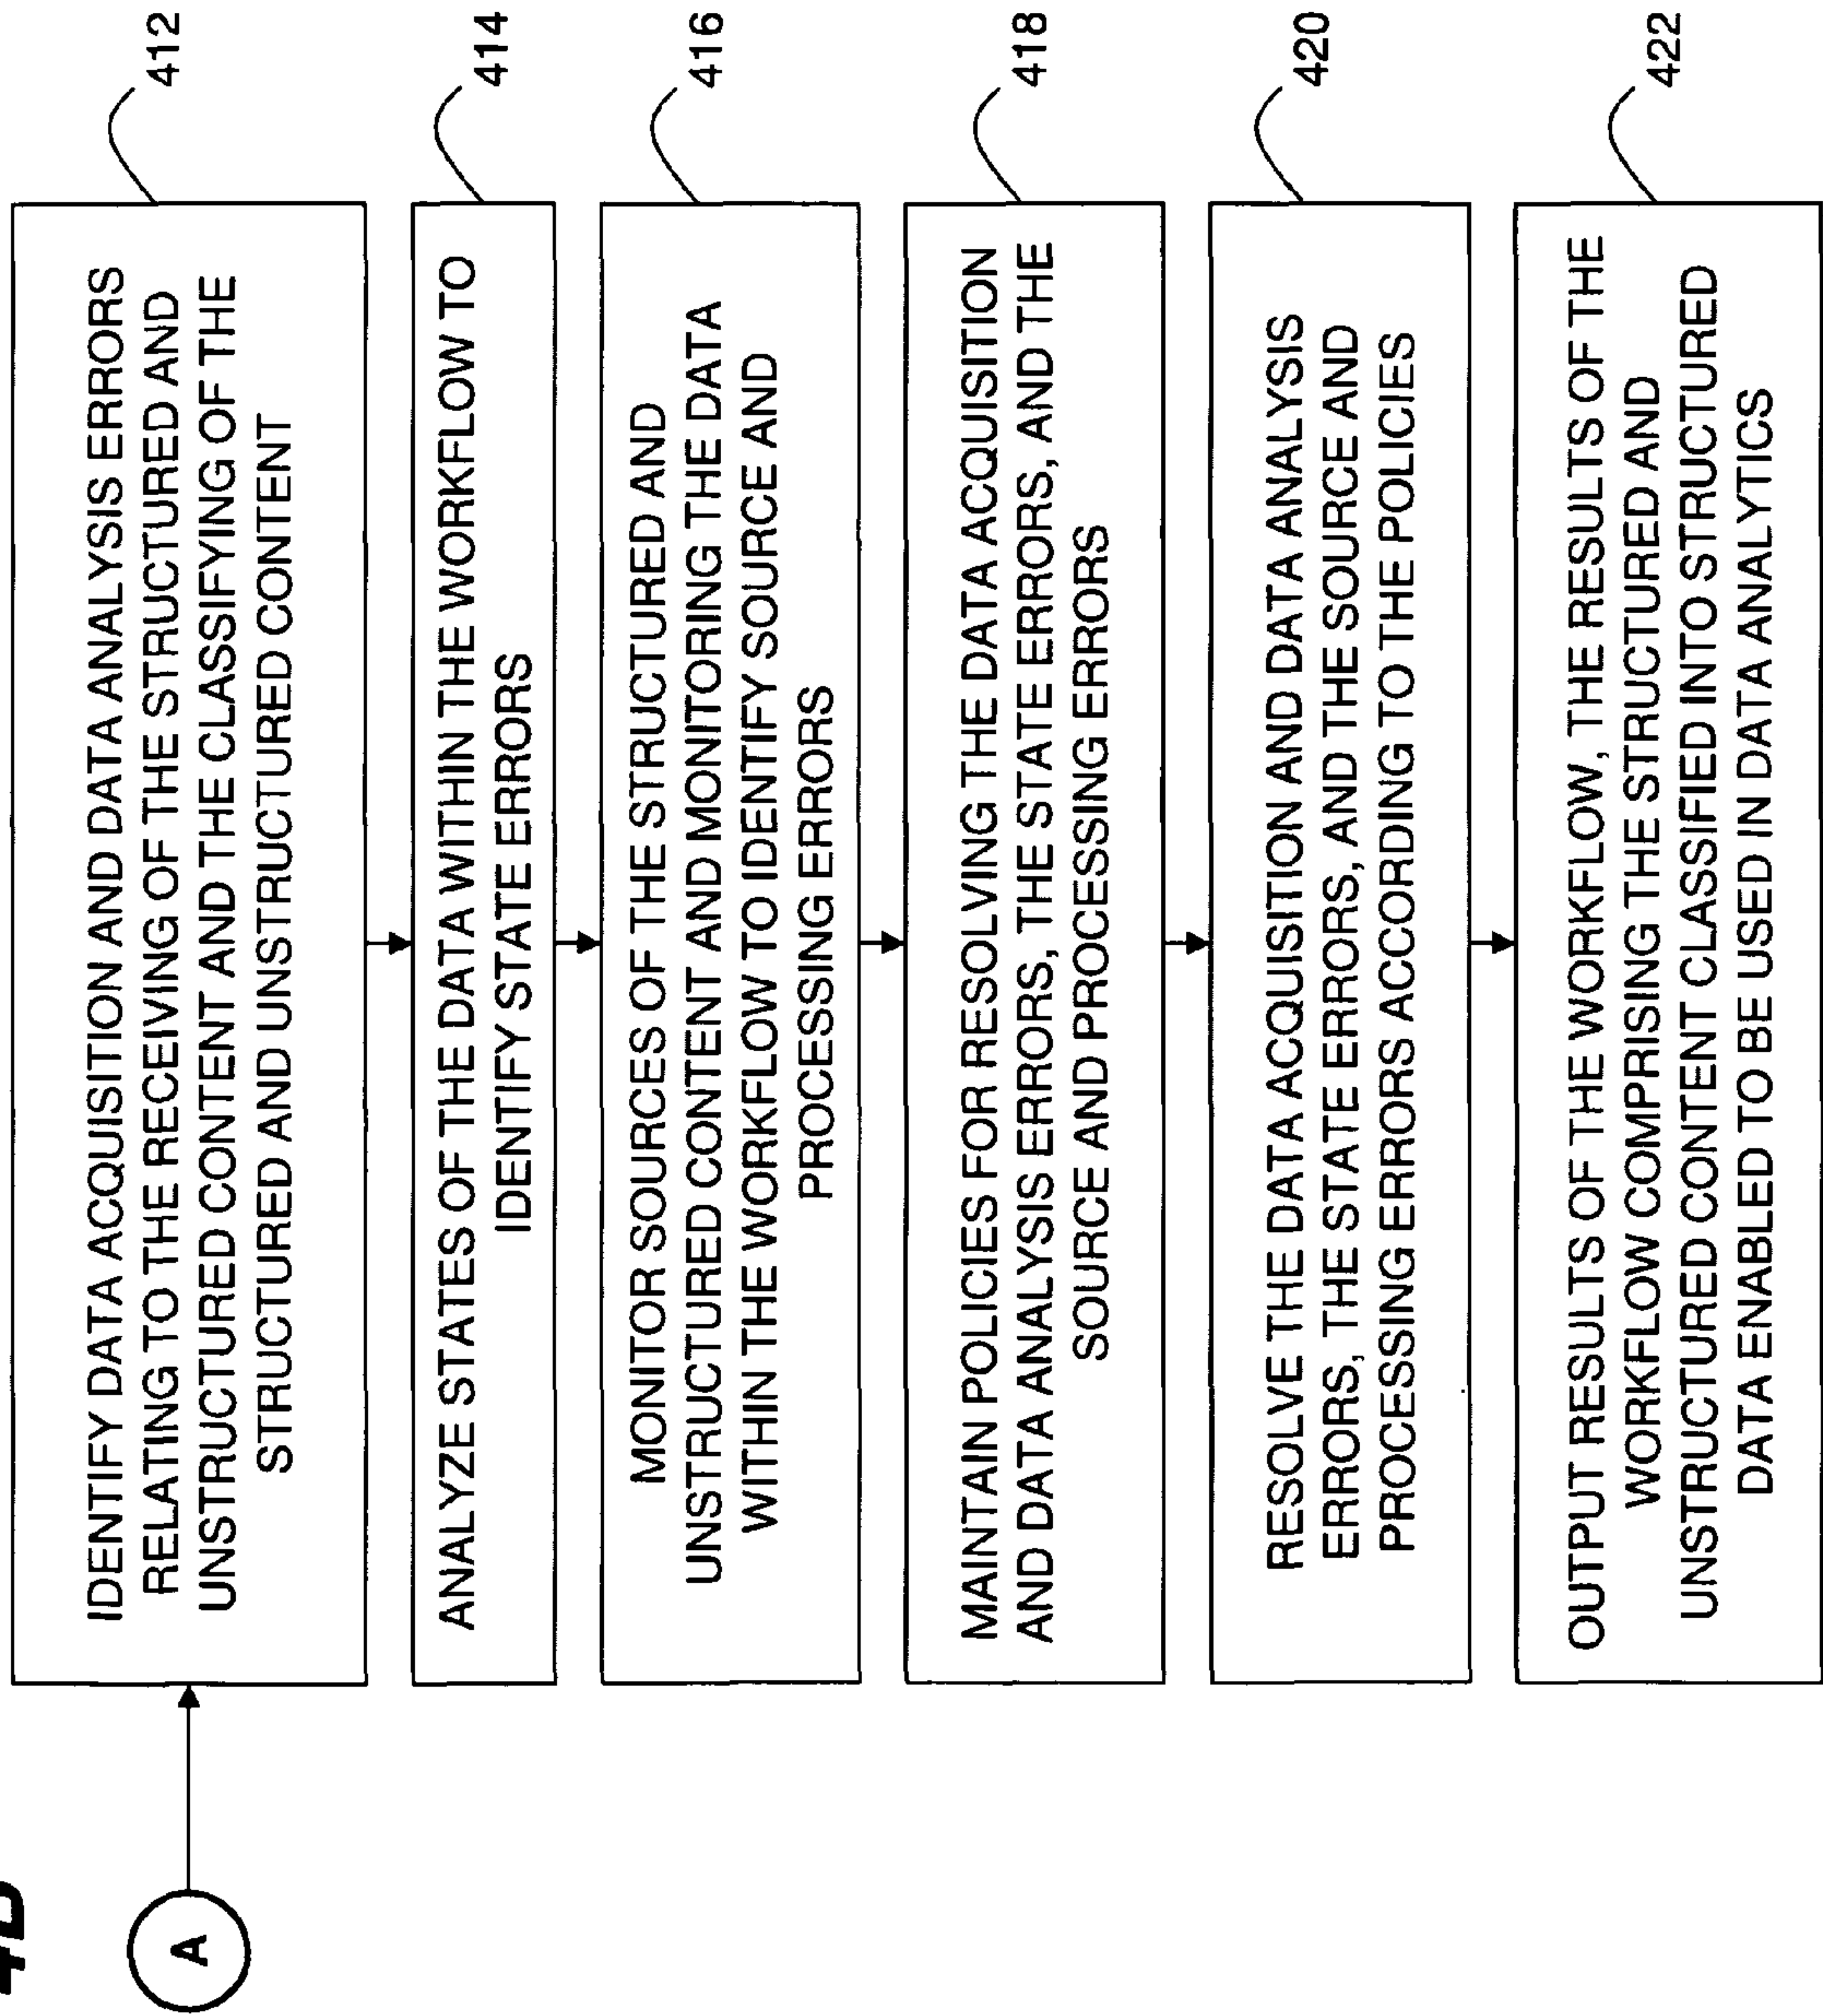 A
IDENTIFY DATA ACQUISITION AND DATA ANALYSIS ERRORS
RELATING TO THE RECEIVING OF THE STRUCTURED AND
UNSTRUCTURED CONTENT AND THE CLASSIFYING OF THE
STRUCTURED AND UNSTRUCTURED CONTENT
412
ANALYZE STATES OF THE DATA WITHIN THE WORKFLOW TO
IDENTIFY STATE ERRORS
414
MONITOR SOURCES OF THE STRUCTURED AND
UNSTRUCTURED CONTENT AND MONITORING THE DATA
WITHIN THE WORKFLOW TO IDENTIFY SOURCE AND
PROCESSING ERRORS
416
MAINTAIN POLICIES FOR RESOLVING THE DATA ACQUISITION
AND DATA ANALYSIS ERRORS, THE STATE ERRORS, AND THE
SOURCE AND PROCESSING ERRORS
418
RESOLVE THE DATA ACQUISITION AND DATA ANALYSIS
ERRORS, THE STATE ERRORS, AND THE SOURCE AND
PROCESSING ERRORS ACCORDING TO THE POLICIES
420
OUTPUT RESULTS OF THE WORKFLOW, THE RESULTS OF THE
WORKFLOW COMPRISING THE STRUCTURED AND
UNSTRUCTURED CONTENT CLASSIFIED INTO STRUCTURED
DATA ENABLED TO BE USED IN DATA ANALYTICS
422